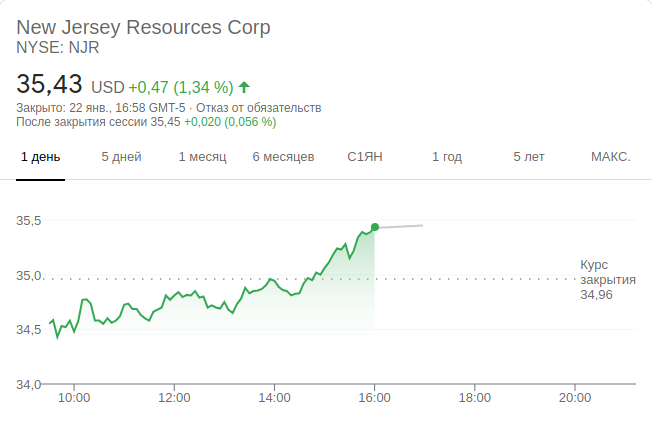 New Jersey Resources Corp
NYSE: NJR
35,43 USD +0,47 (1,34 %)
Закрыто: 22 янв., 16:58 GMT-5 · Отказ от обязательств
После закрытия сессии 35,45 +0,020 (0,056 %)
1 день 5 дней 1 месяц 6 месяцев С1ЯН 1 год 5 лет МАКС.
35,5
Курс
35,0 закрытия
34,96
34,5
34,0
10:00 12:00 14:00 16:00 18:00 20:00